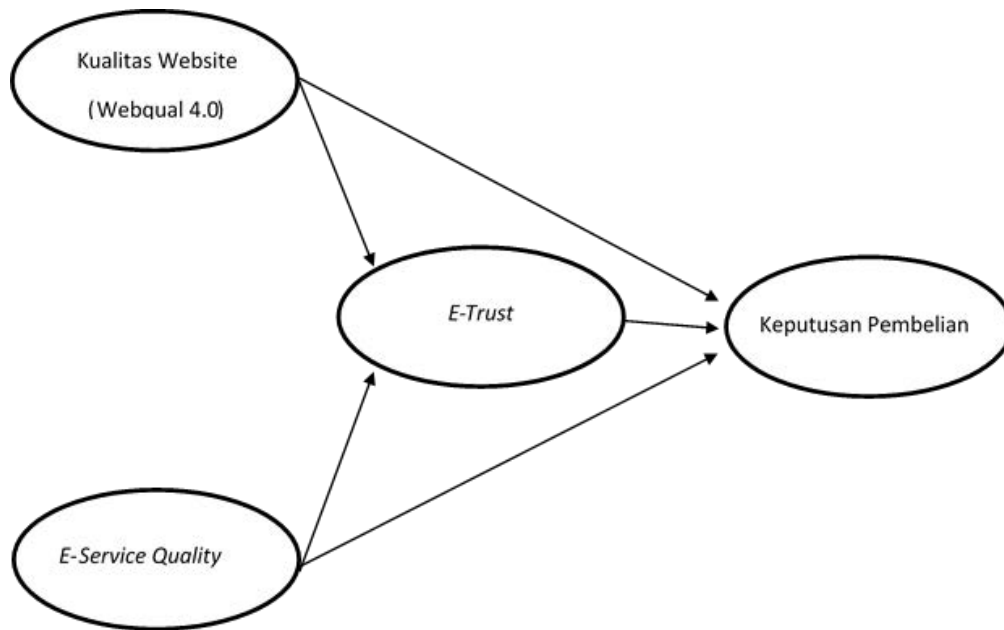 Kualitas Website
(Webqual 4.0)
E-Trust
Keputusan Pembelian
E-Service Quality